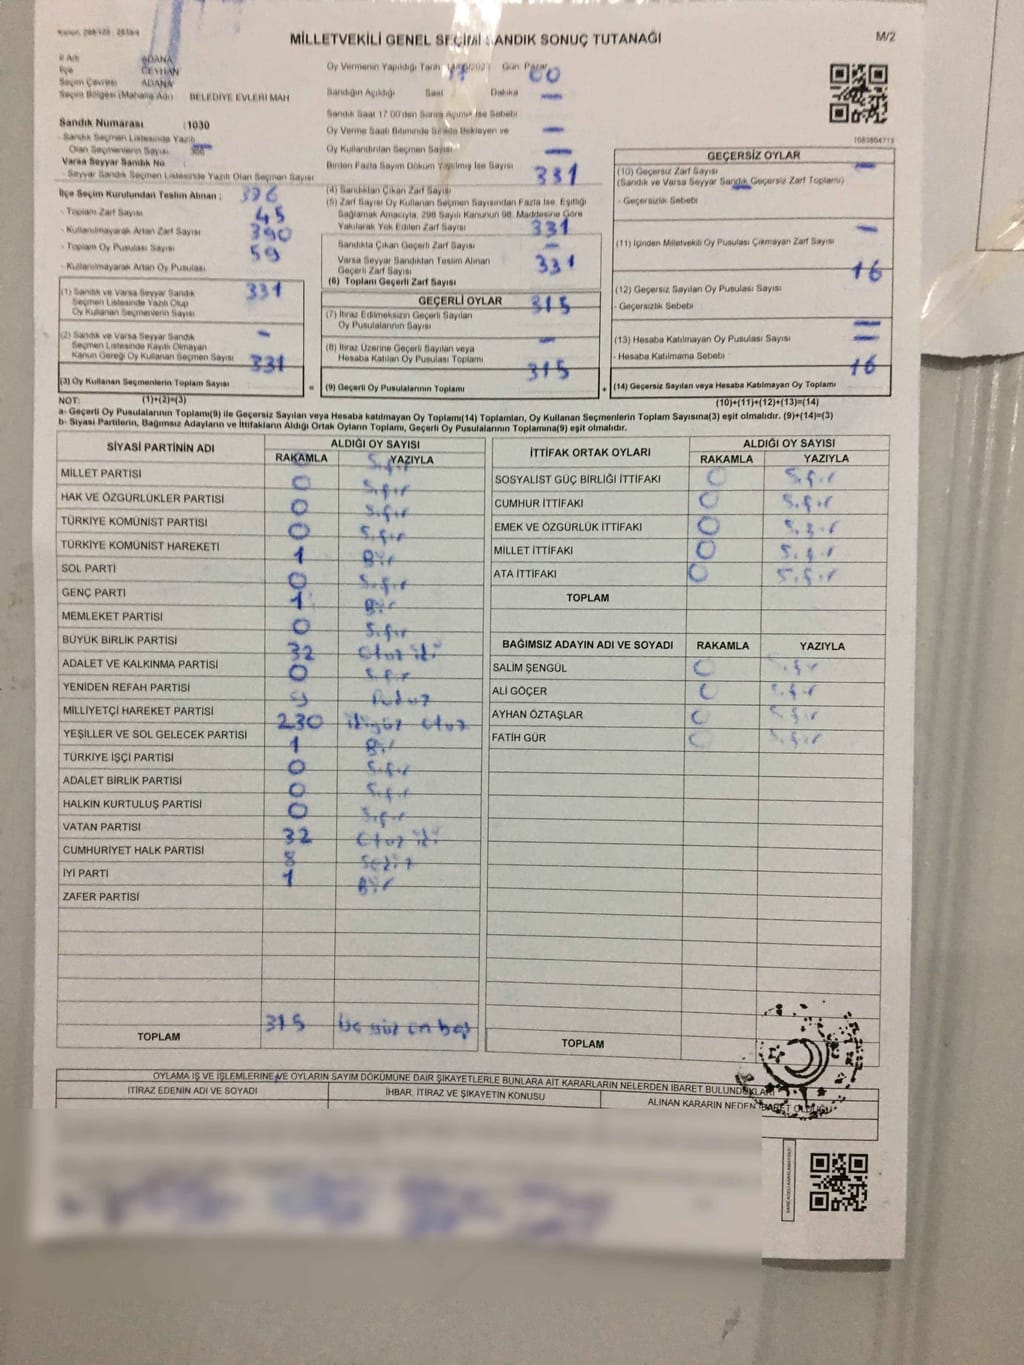 MİLLETVEKİLİ GENEL SEÇİMİ SANDIK SONUÇ TUTANAĞI
M/2
İl Adı ADANA
İlçe CEYHAN
Seçim Çevresi ADANA
Seçim Bölgesi (Mahalle Adı) BELEDİYE EVLERİ MAH
Sandık Numarası :1030
Sandık Seçmen Listesinde Yazılı
Olan Seçmenlerin Sayısı
Varsa Seyyar Sandık No
- Seyyar Sandık Seçmen Listesinde Yazılı Olan Seçmen Sayısı
Oy Vermenin Yapıldığı Tarih Gün Pazar
17 00
Sandığın Açıldığı Saat Dakika
Sandık Saat 17.00'den Sonra Açılmış İse Sebebi
Oy Verme Saati Bitiminde Sırada Bekleyen ve
Oy Kullandırılan Seçmen Sayısı
Birden Fazla Sayım Döküm Yapılmış İse Sayısı
İlçe Seçim Kurulundan Teslim Alınan :
- Toplam Zarf Sayısı 376
- Kullanılmayarak Artan Zarf Sayısı 45
- Toplam Oy Pusulası Sayısı 390
- Kullanılmayarak Artan Oy Pusulası 59
(1) Sandık ve Varsa Seyyar Sandık
Seçmen Listesinde Yazılı Olup
Oy Kullanan Seçmenlerin Sayısı 331
(2) Sandık ve Varsa Seyyar Sandık
Seçmen Listesinde Kayıtlı Olmayan
Kanun Gereği Oy Kullanan Seçmen Sayısı —
(3) Oy Kullanan Seçmenlerin Toplam Sayısı 331
(4) Sandıktan Çıkan Zarf Sayısı 331
(5) Zarf Sayısı Oy Kullanan Seçmen Sayısından Fazla İse, Eşitliği
Sağlamak Amacıyla, 298 Sayılı Kanunun 98. Maddesine Göre
Yakılarak Yok Edilen Zarf Sayısı
Sandıkta Çıkan Geçerli Zarf Sayısı 331
Varsa Seyyar Sandıktan Teslim Alınan
Geçerli Zarf Sayısı —
(6) Toplam Geçerli Zarf Sayısı 331
GEÇERLİ OYLAR
(7) İtiraz Edilmeksizin Geçerli Sayılan
Oy Pusulalarının Sayısı 315
(8) İtiraz Üzerine Geçerli Sayılan veya
Hesaba Katılan Oy Pusulası Toplamı —
= (9) Geçerli Oy Pusulalarının Toplamı 315
GEÇERSİZ OYLAR
(10) Geçersiz Zarf Sayısı —
(Sandık ve Varsa Seyyar Sandık Geçersiz Zarf Toplamı)
- Geçersizlik Sebebi
(11) İçinden Milletvekili Oy Pusulası Çıkmayan Zarf Sayısı —
(12) Geçersiz Sayılan Oy Pusulası Sayısı 16
- Geçersizlik Sebebi
(13) Hesaba Katılmayan Oy Pusulası Sayısı —
- Hesaba Katılmama Sebebi —
+ (14) Geçersiz Sayılan veya Hesaba Katılmayan Oy Toplamı 16
NOT: (1)+(2)=(3)
(10)+(11)+(12)+(13)=(14)
a- Geçerli Oy Pusulalarının Toplamı(9) ile Geçersiz Sayılan veya Hesaba katılmayan Oy Toplamı(14) Toplamları, Oy Kullanan Seçmenlerin Toplam Sayısına(3) eşit olmalıdır. (9)+(14)=(3)
b- Siyasi Partilerin, Bağımsız Adayların ve İttifakların Aldığı Ortak Oyların Toplamı, Geçerli Oy Pusulalarının Toplamına(9) eşit olmalıdır.
SİYASİ PARTİNİN ADI
ALDIĞI OY SAYISI
RAKAMLA YAZIYLA
Sıfır
MİLLET PARTİSI 0 Sıfır
HAK VE ÖZGÜRLÜKLER PARTİSİ 0 Sıfır
TÜRKİYE KOMÜNİST PARTİSİ 0 Sıfır
TÜRKİYE KOMÜNİST HAREKETİ 1 Bir
SOL PARTİ 0 Sıfır
GENÇ PARTİ 1 Bir
MEMLEKET PARTİSİ 0 Sıfır
BÜYÜK BİRLİK PARTİSİ 32 Otuz iki
ADALET VE KALKINMA PARTİSİ 0 Sıfır
YENİDEN REFAH PARTİSİ 9 Dokuz
MİLLİYETÇİ HAREKET PARTİSİ 230 ikiyüz otuz
YEŞİLLER VE SOL GELECEK PARTİSİ 1 Bir
TÜRKİYE İŞÇİ PARTİSİ 0 Sıfır
ADALET BİRLİK PARTİSİ 0 Sıfır
HALKIN KURTULUŞ PARTİSİ 0 Sıfır
VATAN PARTİSİ 32 Otuz iki
CUMHURİYET HALK PARTİSİ 8 Sekiz
İYİ PARTİ 1 Bir
ZAFER PARTİSİ
TOPLAM 315 Üç yüz on beş
İTTİFAK ORTAK OYLARI
ALDIĞI OY SAYISI
RAKAMLA YAZIYLA
SOSYALIST GÜÇ BİRLİĞİ İTTİFAKI 0 Sıfır
CUMHUR İTTİFAKI 0 Sıfır
EMEK VE ÖZGÜRLÜK İTTİFAKI 0 Sıfır
MİLLET İTTİFAKI 0 Sıfır
ATA İTTİFAKI 0 Sıfır
TOPLAM
BAĞIMSIZ ADAYIN ADI VE SOYADI RAKAMLA YAZIYLA
SALİM ŞENGÜL 0 Sıfır
ALİ GÖÇER 0 Sıfır
AYHAN ÖZTAŞLAR 0 Sıfır
FATİH GÜR 0 Sıfır
TOPLAM
OYLAMA İŞ VE İŞLEMLERİNE VE OYLARIN SAYIM DÖKÜMÜNE DAİR ŞİKAYETLERLE BUNLARA AİT KARARLARIN NELERDEN İBARET BULUNDUKLARI
İTİRAZ EDENİN ADI VE SOYADI
İHBAR, İTİRAZ VE ŞİKAYETİN KONUSU
ALINAN KARARIN NEDEN İBARET OLDUĞU